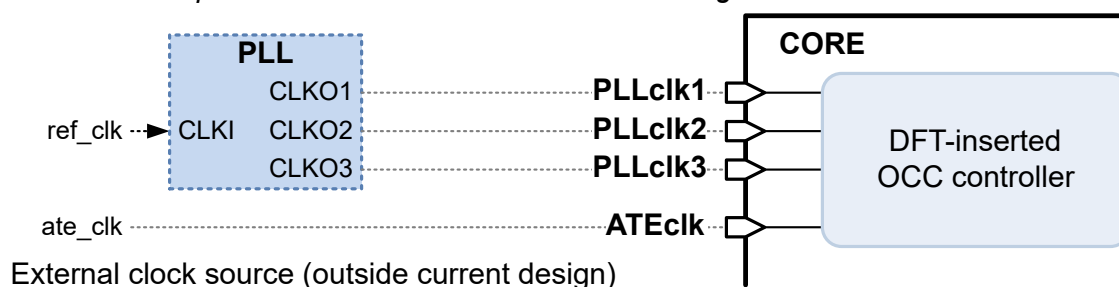 PLL
CORE
CLKO1
PLLclk1
ref_clk
CLKI
CLKO2
PLLclk2
DFT-inserted
OCC controller
CLKO3
PLLclk3
ate_clk
ATEclk
External clock source (outside current design)